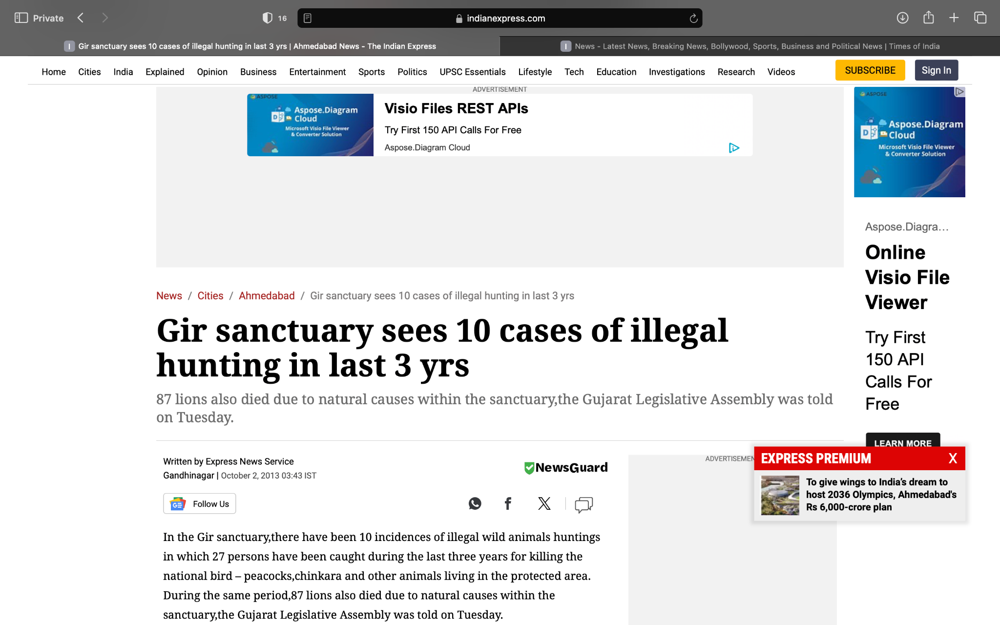 Private
16
indianexpress.com
I Gir sanctuary sees 10 cases of illegal hunting in last 3 yrs | Ahmedabad News - The Indian Express
I News - Latest News, Breaking News, Bollywood, Sports, Business and Political News | Times of India
Home Cities India Explained Opinion Business Entertainment Sports Politics UPSC Essentials Lifestyle Tech Education Investigations Research Videos
SUBSCRIBE
Sign In
ADVERTISEMENT
ASPOSE
Aspose.Diagram
Cloud
Microsoft Visio File Viewer
& Converter Solution
Visio Files REST APIs
Try First 150 API Calls For Free
Aspose.Diagram Cloud
ASPOSE
Aspose.Diagram
Cloud
Microsoft Visio File Viewer
& Converter Solution
Aspose.Diagra...
Online
Visio File
Viewer
Try First
150 API
Calls For
Free
LEARN MORE
News / Cities / Ahmedabad / Gir sanctuary sees 10 cases of illegal hunting in last 3 yrs
Gir sanctuary sees 10 cases of illegal
hunting in last 3 yrs
87 lions also died due to natural causes within the sanctuary,the Gujarat Legislative Assembly was told
on Tuesday.
Written by Express News Service
Gandhinagar | October 2, 2013 03:43 IST
NewsGuard
GE Follow Us
ADVERTISEMEN
EXPRESS PREMIUM X
To give wings to India's dream to
host 2036 Olympics, Ahmedabad's
Rs 6,000-crore plan
In the Gir sanctuary,there have been 10 incidences of illegal wild animals huntings
in which 27 persons have been caught during the last three years for killing the
national bird – peacocks,chinkara and other animals living in the protected area.
During the same period,87 lions also died due to natural causes within the
sanctuary,the Gujarat Legislative Assembly was told on Tuesday.